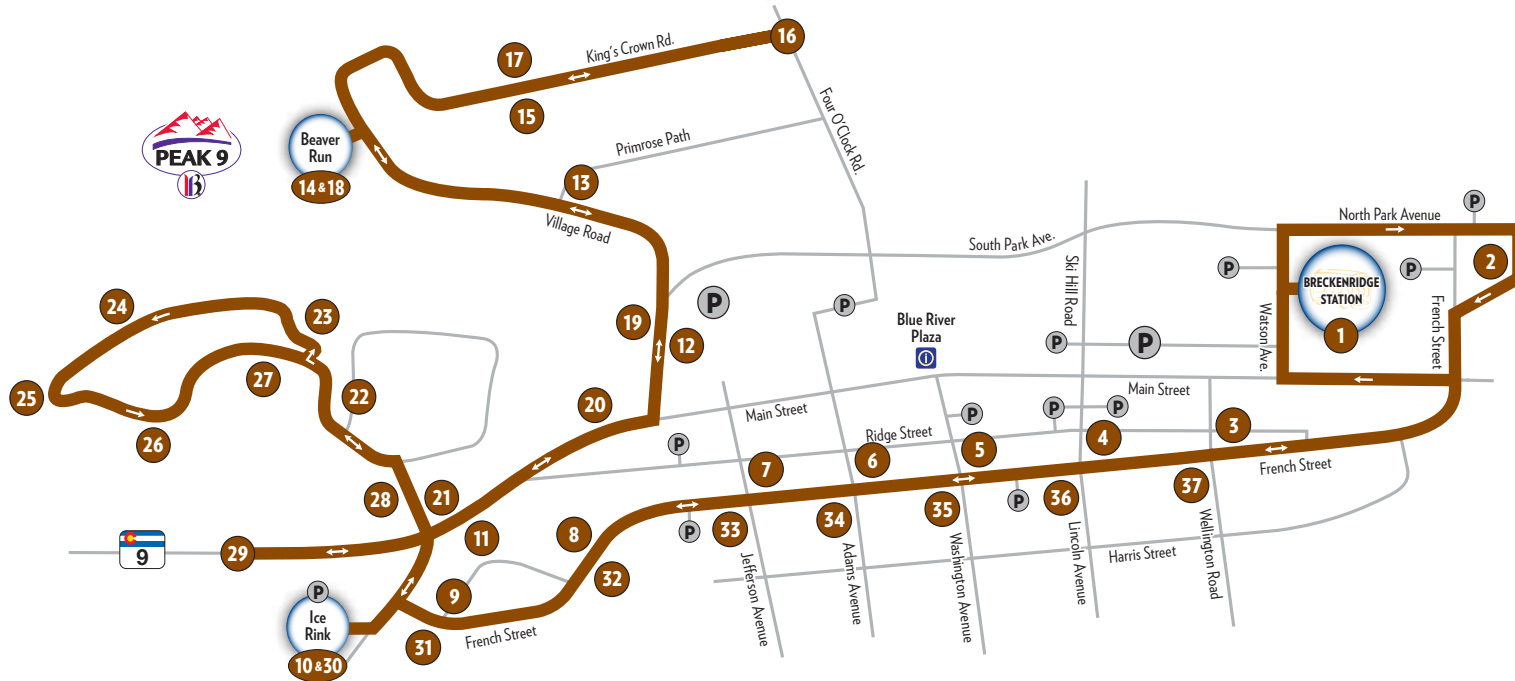 16
17
King's Crown Rd.
15
Four O'Clock Rd.
PEAK 9
B
Beaver
Run
14 & 18
Primrose Path
13
Village Road
P
North Park Avenue
South Park Ave.
2
P
P
BRECKENRIDGE
STATION
1
Ski Hill Road
Watson Ave.
French Street
24
23
19
12
P
P
Blue River
Plaza
i
P
P
25
27
22
26
20
Main Street
Main Street
P
P
P
Ridge Street
3
4
5
6
7
P
French Street
28
21
11
8
33
34
35
36
37
P
P
9
29
Harris Street
32
9
P
Ice
Rink
10 & 30
31
French Street
Jefferson Avenue
Adams Avenue
Washington Avenue
Lincoln Avenue
Wellington Road